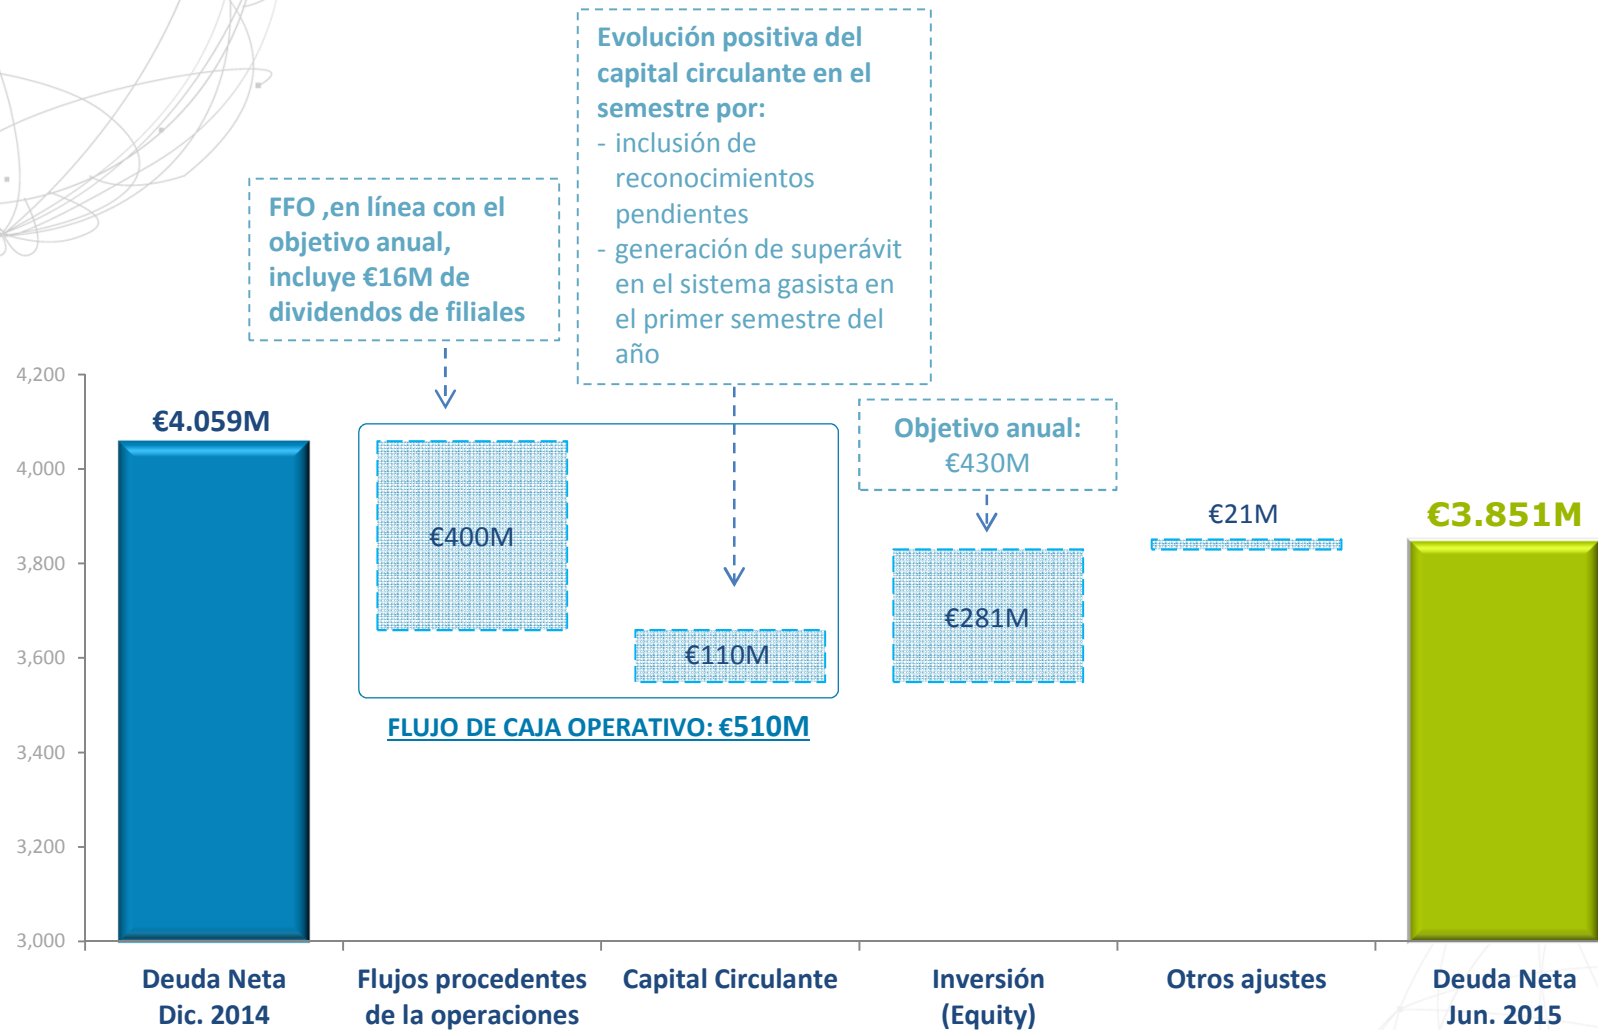 Evolución positiva del
capital circulante en el
semestre por:
- inclusión de
reconocimientos
pendientes
- generación de superávit
en el sistema gasista en
el primer semestre del
año
FFO ,en línea con el
objetivo anual,
incluye €16M de
dividendos de filiales
Objetivo anual:
€430M
4,200
4,000
3,800
3,600
3,400
3,200
3,000
€4.059M
€400M
€110M
€281M
€21M
€3.851M
FLUJO DE CAJA OPERATIVO: €510M
Deuda Neta
Dic. 2014
Flujos procedentes
de la operaciones
Capital Circulante
Inversión
(Equity)
Otros ajustes
Deuda Neta
Jun. 2015